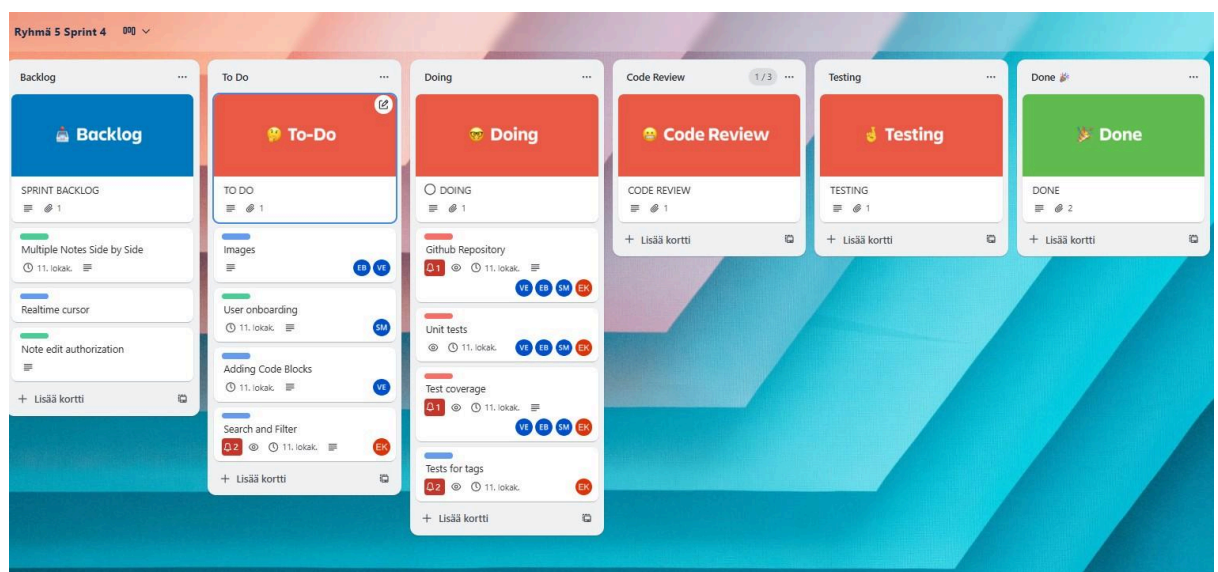 Ryhmä 5 Sprint 4
Backlog
Backlog
SPRINT BACKLOG
1
Multiple Notes Side by Side
11. lokak.
Realtime cursor
Note edit authorization
+ Lisää kortti
To Do
To-Do
TO DO
1
Images
EB VE
User onboarding
11. lokak. SM
Adding Code Blocks
11. lokak. VE
Search and Filter
2 11. lokak. EK
+ Lisää kortti
Doing
Doing
DOING
1
Github Repository
1 11. lokak.
VE EB SM EK
Unit tests
11. lokak. VE EB SM EK
Test coverage
1 11. lokak.
VE EB SM EK
Tests for tags
2 11. lokak. EK
+ Lisää kortti
Code Review 1/3
Code Review
CODE REVIEW
1
+ Lisää kortti
Testing
Testing
TESTING
1
+ Lisää kortti
Done 🎉
Done
DONE
2
+ Lisää kortti